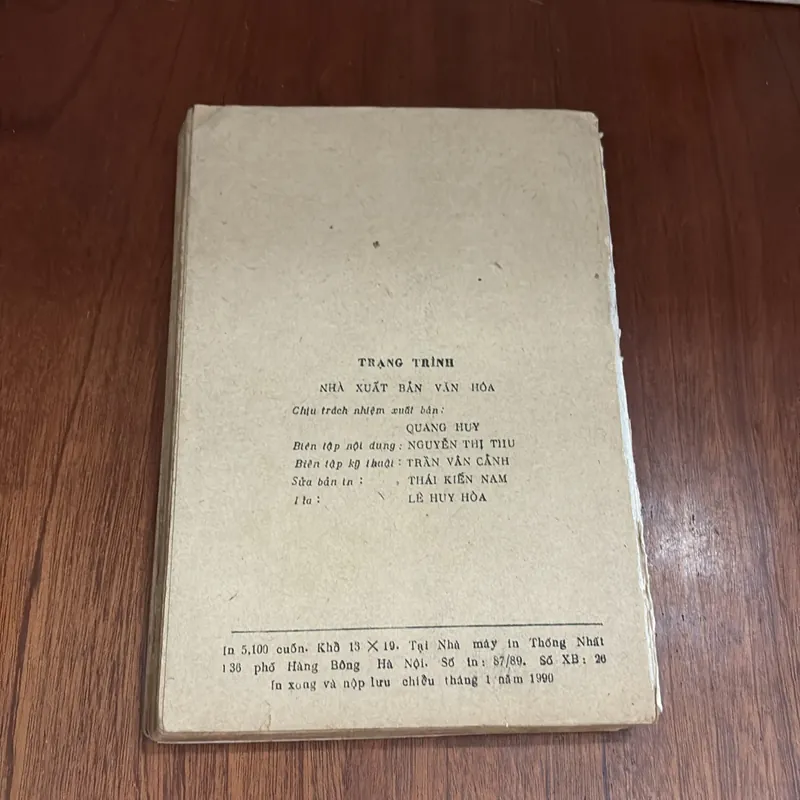 TRẠNG TRÌNH
NHÀ XUẤT BẢN VĂN HÓA
Chịu trách nhiệm xuất bản:
QUANG HUY
Biên tập nội dung: NGUYỄN THỊ THU
Biên tập kỹ thuật: TRẦN VĂN CẢNH
Sửa bản in: THÁI KIẾN NAM
LÊ HUY HÒA
In 5,100 cuốn. Khổ 13 × 19. Tại Nhà máy in Thống Nhất
136 phố Hàng Bông Hà Nội. Số in: 87/89. Số XB: 26
In xong và nộp lưu chiểu tháng 1 năm 1990